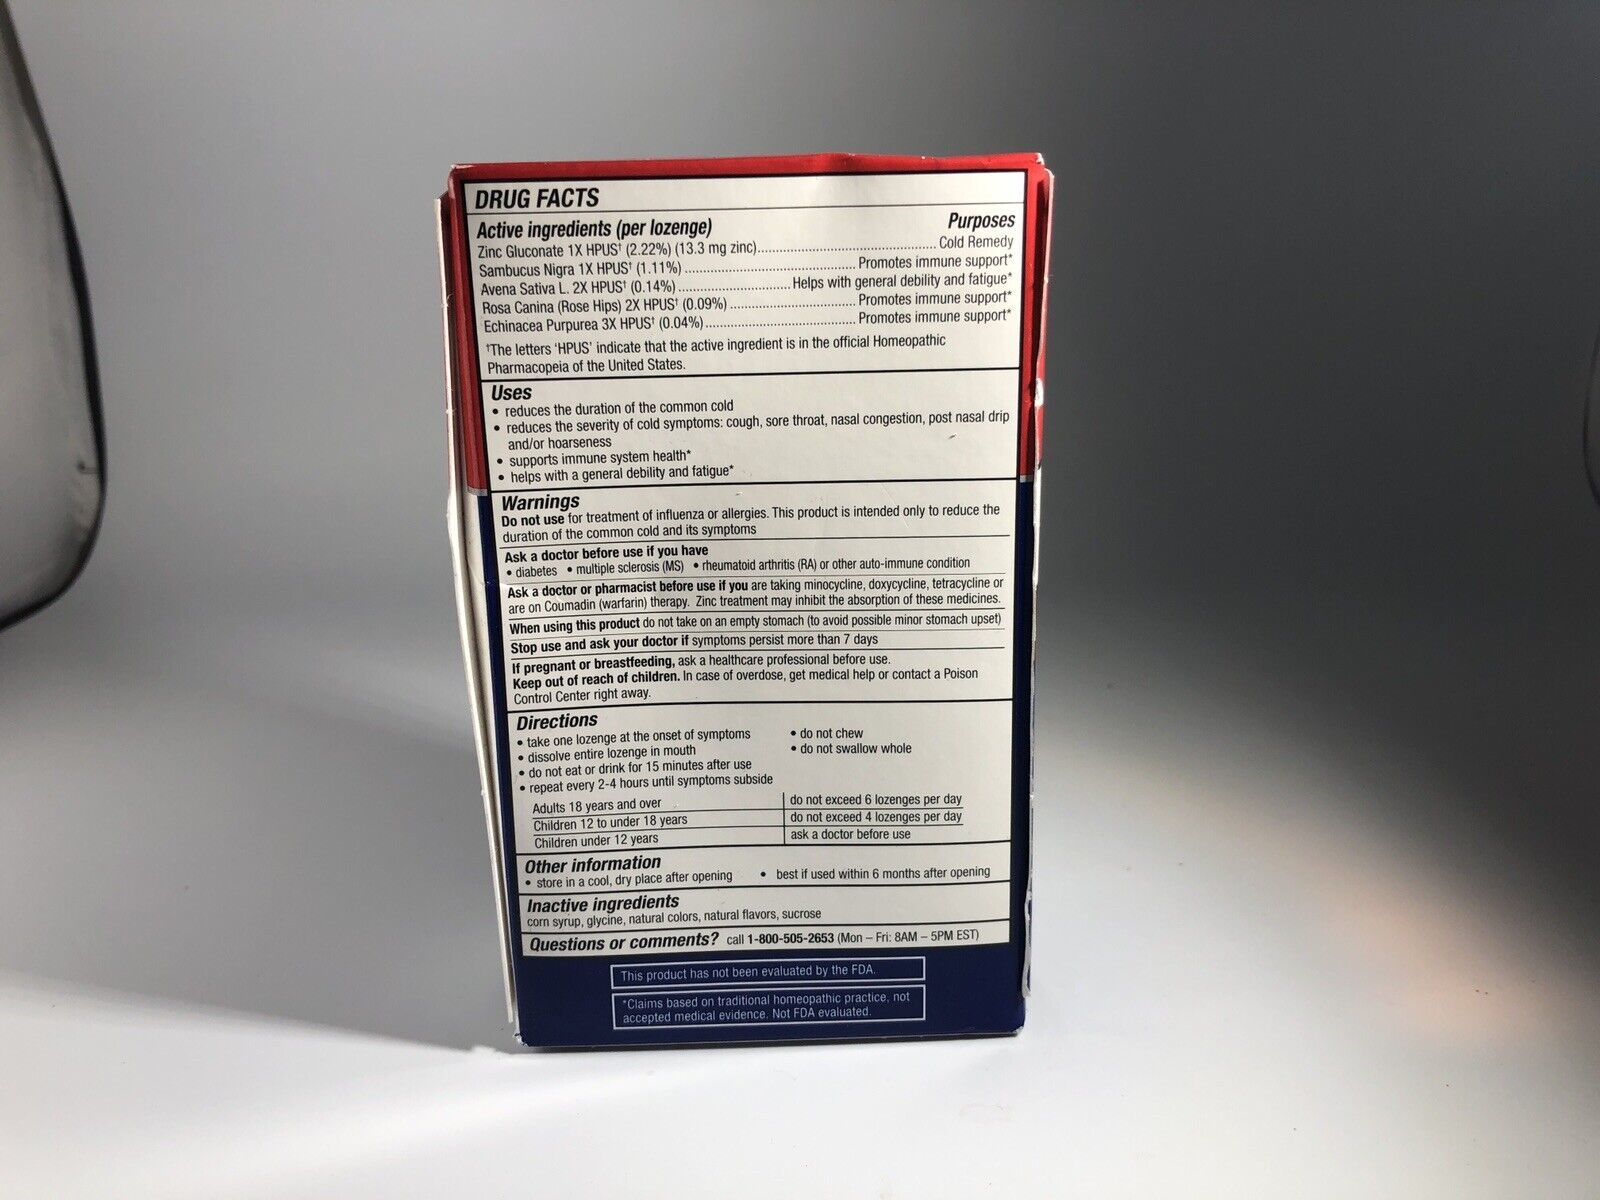 DRUG FACTS
Active ingredients (per lozenge) Purposes
Zinc Gluconate 1X HPUS† (2.22%) (13.3 mg zinc)........................................... Cold Remedy
Sambucus Nigra 1X HPUS† (1.11%) ......................................... Promotes immune support*
Avena Sativa L. 2X HPUS† (0.14%) ........................... Helps with general debility and fatigue*
Rosa Canina (Rose Hips) 2X HPUS† (0.09%) .............................. Promotes immune support*
Echinacea Purpurea 3X HPUS† (0.04%).................................... Promotes immune support*
†The letters ‘HPUS’ indicate that the active ingredient is in the official Homeopathic
Pharmacopeia of the United States.
Uses
• reduces the duration of the common cold
• reduces the severity of cold symptoms: cough, sore throat, nasal congestion, post nasal drip
and/or hoarseness
• supports immune system health*
• helps with a general debility and fatigue*
Warnings
Do not use for treatment of influenza or allergies. This product is intended only to reduce the
duration of the common cold and its symptoms
Ask a doctor before use if you have
• diabetes • multiple sclerosis (MS) • rheumatoid arthritis (RA) or other auto-immune condition
Ask a doctor or pharmacist before use if you are taking minocycline, doxycycline, tetracycline or
are on Coumadin (warfarin) therapy. Zinc treatment may inhibit the absorption of these medicines.
When using this product do not take on an empty stomach (to avoid possible minor stomach upset)
Stop use and ask your doctor if symptoms persist more than 7 days
If pregnant or breastfeeding, ask a healthcare professional before use.
Keep out of reach of children. In case of overdose, get medical help or contact a Poison
Control Center right away.
Directions
• take one lozenge at the onset of symptoms • do not chew
• dissolve entire lozenge in mouth • do not swallow whole
• do not eat or drink for 15 minutes after use
• repeat every 2-4 hours until symptoms subside
Adults 18 years and over do not exceed 6 lozenges per day
Children 12 to under 18 years do not exceed 4 lozenges per day
Children under 12 years ask a doctor before use
Other information
• store in a cool, dry place after opening • best if used within 6 months after opening
Inactive ingredients
corn syrup, glycine, natural colors, natural flavors, sucrose
Questions or comments? call 1-800-505-2653 (Mon – Fri: 8AM – 5PM EST)
This product has not been evaluated by the FDA.
*Claims based on traditional homeopathic practice, not
accepted medical evidence. Not FDA evaluated.